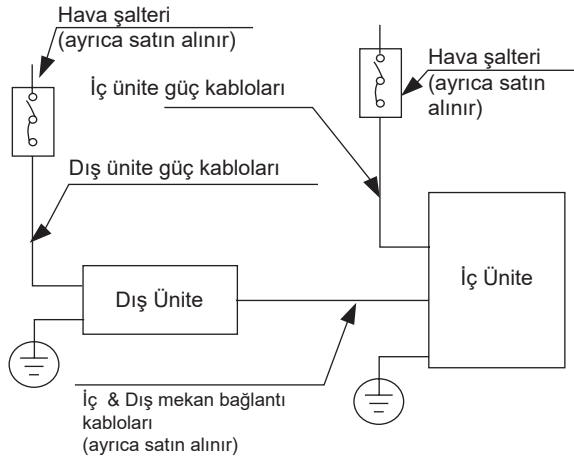 Hava şalteri
(ayrıca satın alınır)
İç ünite güç kabloları
Hava şalteri
(ayrıca satın
alınır)
Dış ünite güç kabloları
Dış Ünite
İç Ünite
İç & Dış mekan bağlantı
kabloları
(ayrıca satın alınır)